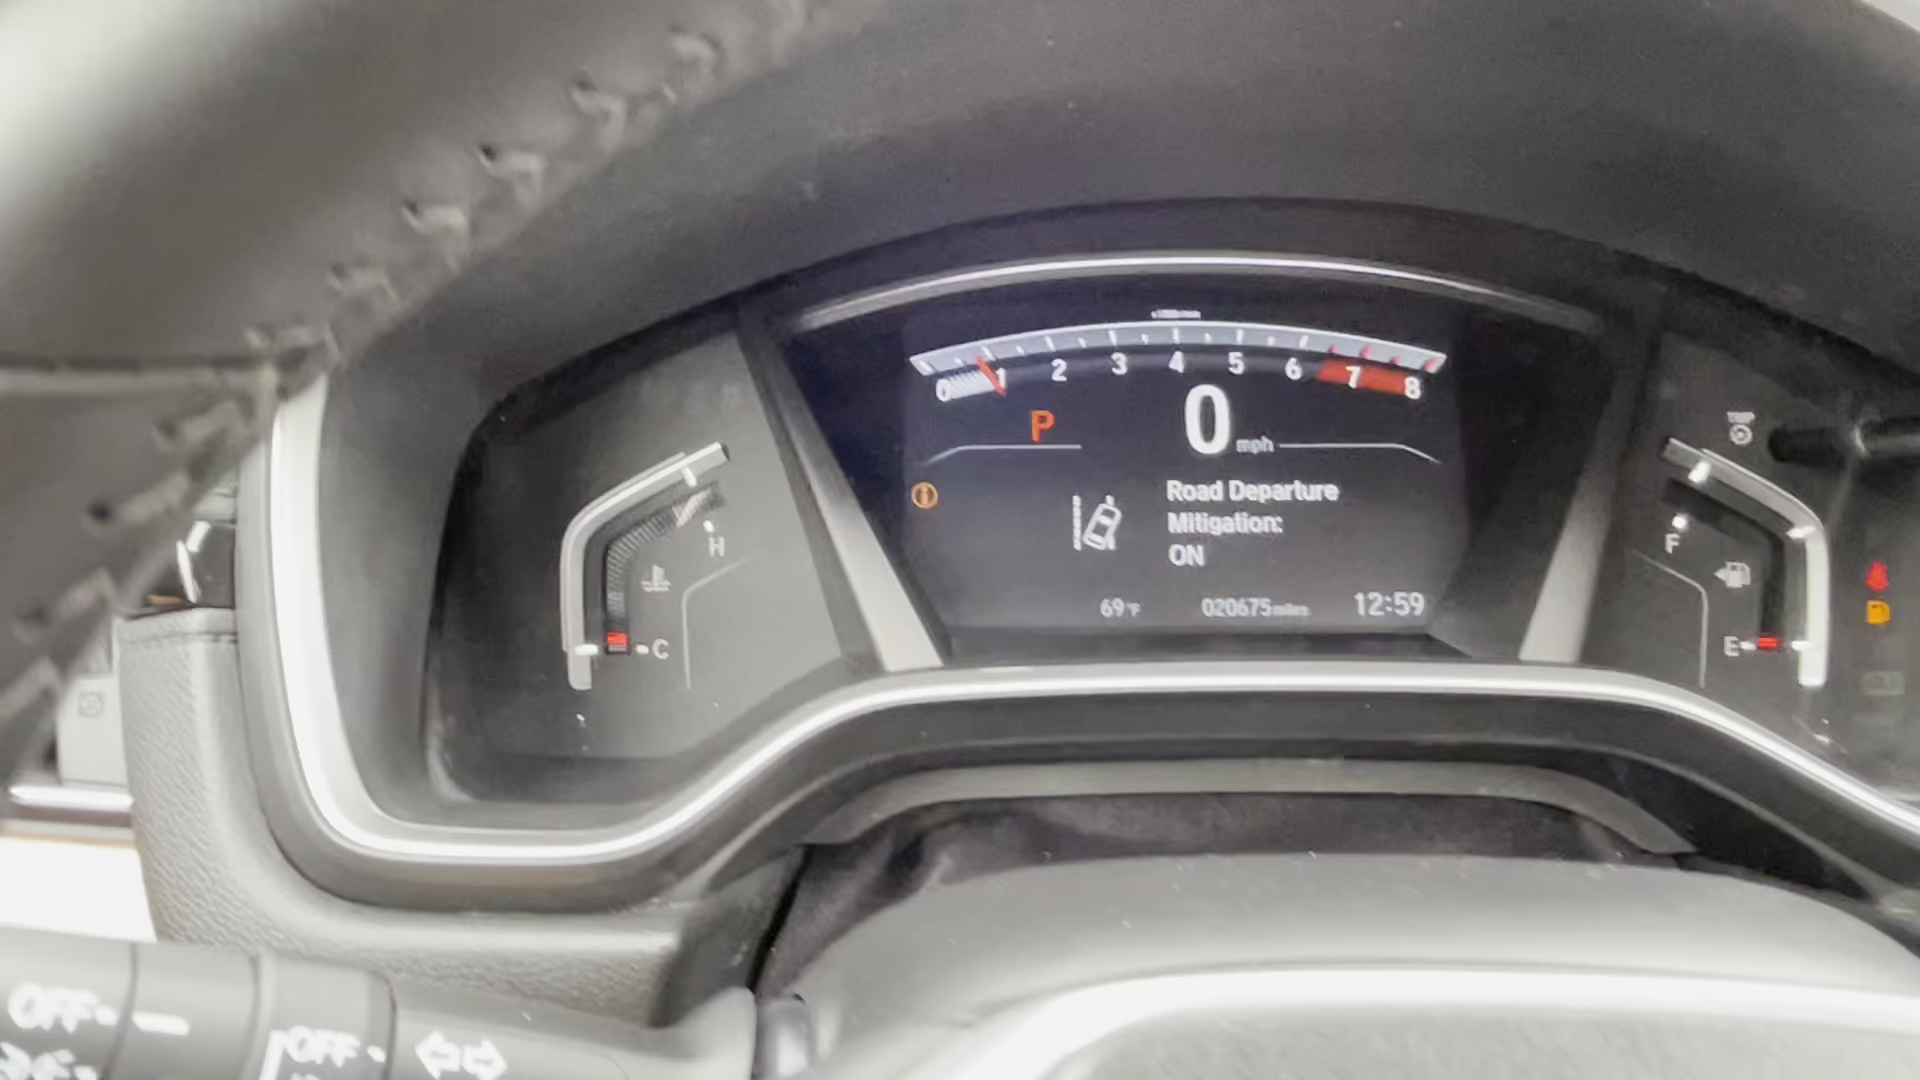 0 1 2 3 4 5 6 7 8
P
0 mph
Road Departure
Mitigation:
ON
69°F 020675 miles 12:59
H
C
F
E
OFF
OFF